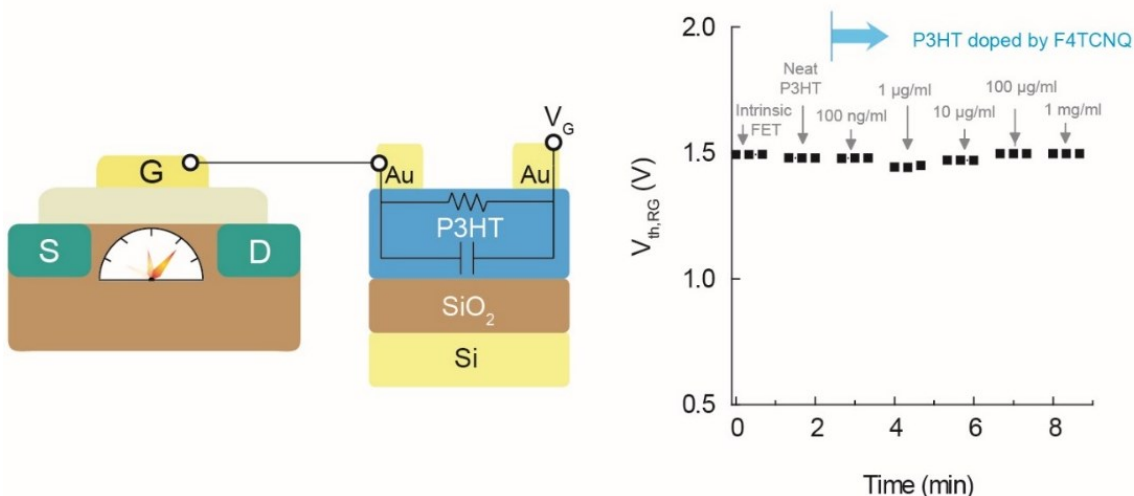 G
S
D
V_G
Au
Au
P3HT
SiO₂
Si
P3HT doped by F4TCNQ
Neat
P3HT
1 µg/ml
100 µg/ml
Intrinsic
FET
100 ng/ml
10 µg/ml
1 mg/ml
V_th,RG (V)
2.0
1.5
1.0
0.5
0 2 4 6 8
Time (min)